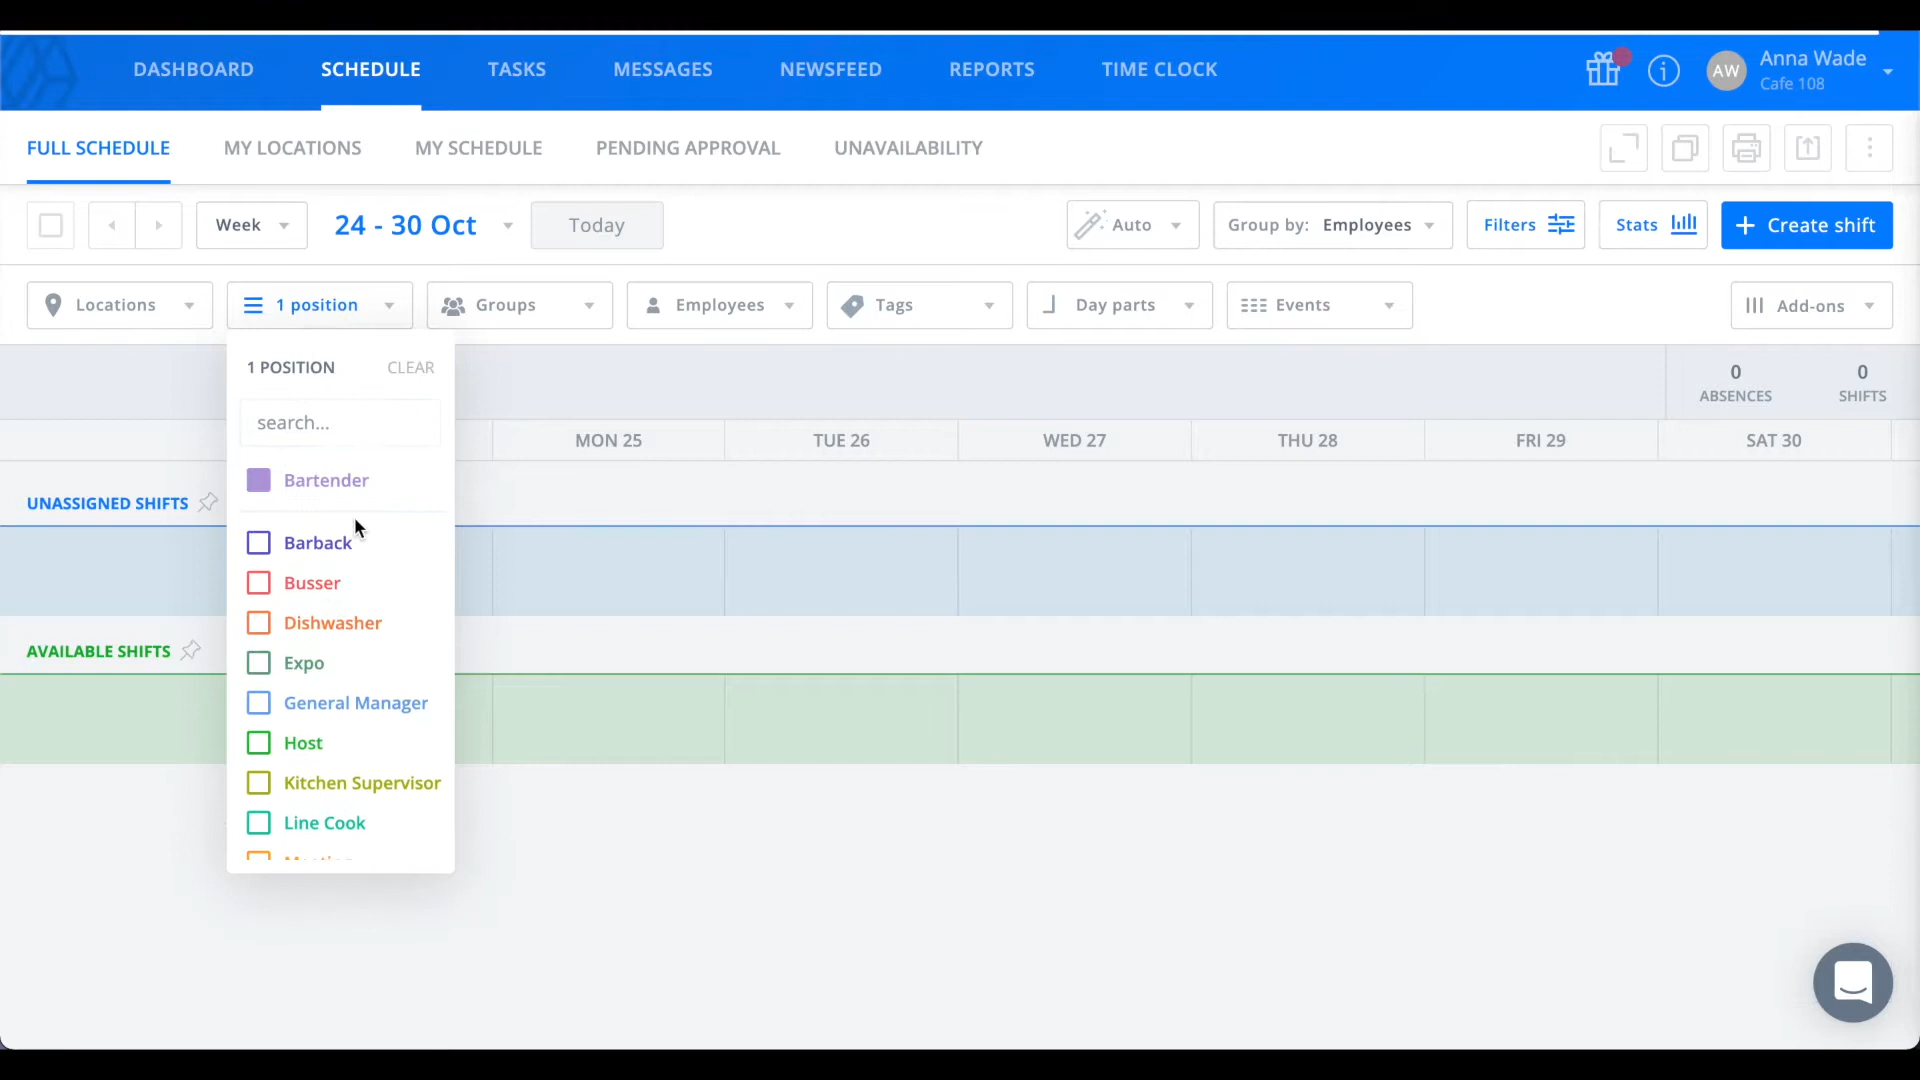 DASHBOARD SCHEDULE TASKS MESSAGES NEWSFEED REPORTS TIME CLOCK
AW
Anna Wade
Cafe 108
FULL SCHEDULE MY LOCATIONS MY SCHEDULE PENDING APPROVAL UNAVAILABILITY
Week 24 - 30 Oct Today Auto Group by: Employees Filters Stats + Create shift
Locations 1 position Groups Employees Tags Day parts Events Add-ons
1 POSITION CLEAR
search...
Bartender
Barback
Busser
Dishwasher
Expo
General Manager
Host
Kitchen Supervisor
Line Cook
0 0
ABSENCES SHIFTS
MON 25 TUE 26 WED 27 THU 28 FRI 29 SAT 30
UNASSIGNED SHIFTS
AVAILABLE SHIFTS